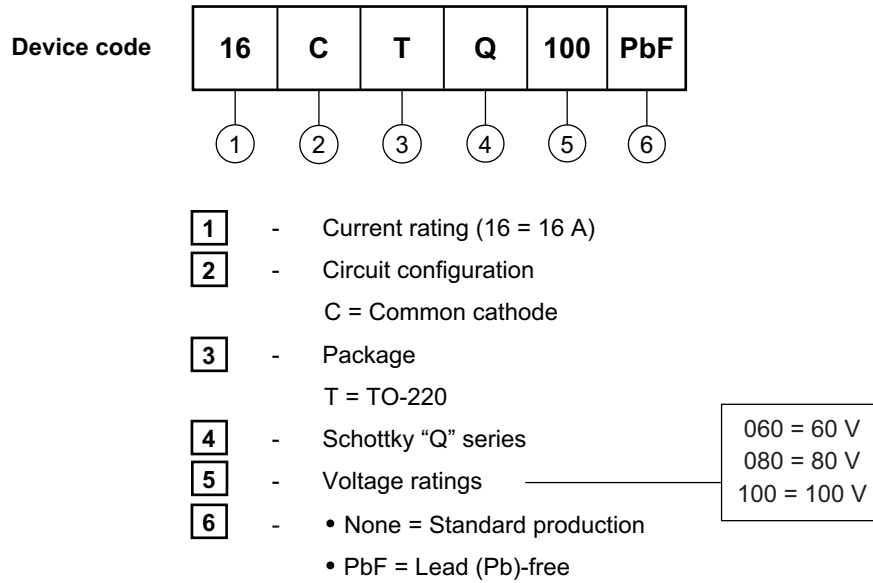 Device code 16 C T Q 100 PbF
1 2 3 4 5 6
1 - Current rating (16 = 16 A)
2 - Circuit configuration
C = Common cathode
3 - Package
T = TO-220
4 - Schottky “Q” series
5 - Voltage ratings
060 = 60 V
080 = 80 V
100 = 100 V
6 - • None = Standard production
• PbF = Lead (Pb)-free